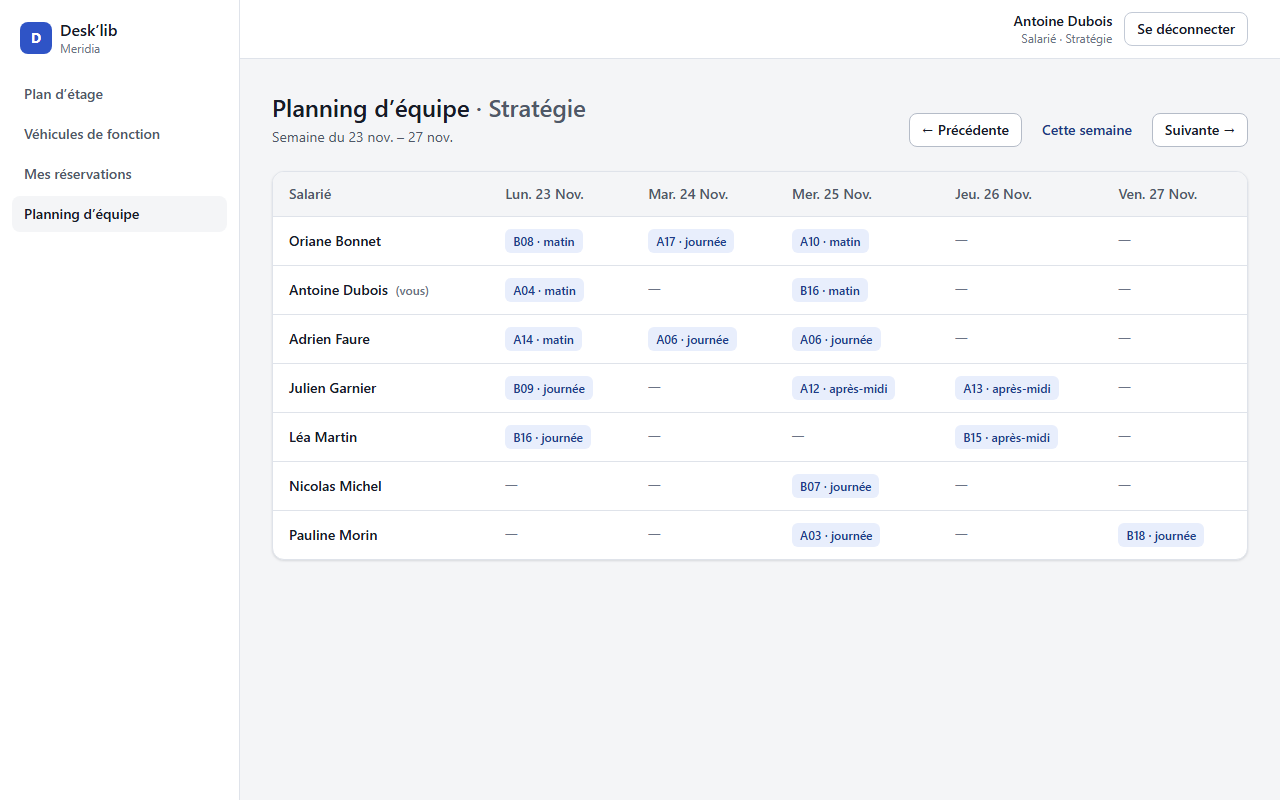 D
Desk’lib
Meridia
Plan d’étage
Véhicules de fonction
Mes réservations
Planning d’équipe
Antoine Dubois
Salarié · Stratégie
Se déconnecter
Planning d’équipe · Stratégie
Semaine du 23 nov. – 27 nov.
← Précédente Cette semaine Suivante →
Salarié Lun. 23 Nov. Mar. 24 Nov. Mer. 25 Nov. Jeu. 26 Nov. Ven. 27 Nov.
Oriane Bonnet B08 · matin A17 · journée A10 · matin — —
Antoine Dubois (vous) A04 · matin — B16 · matin — —
Adrien Faure A14 · matin A06 · journée A06 · journée — —
Julien Garnier B09 · journée — A12 · après-midi A13 · après-midi —
Léa Martin B16 · journée — — B15 · après-midi —
Nicolas Michel — — B07 · journée — —
Pauline Morin — — A03 · journée — B18 · journée